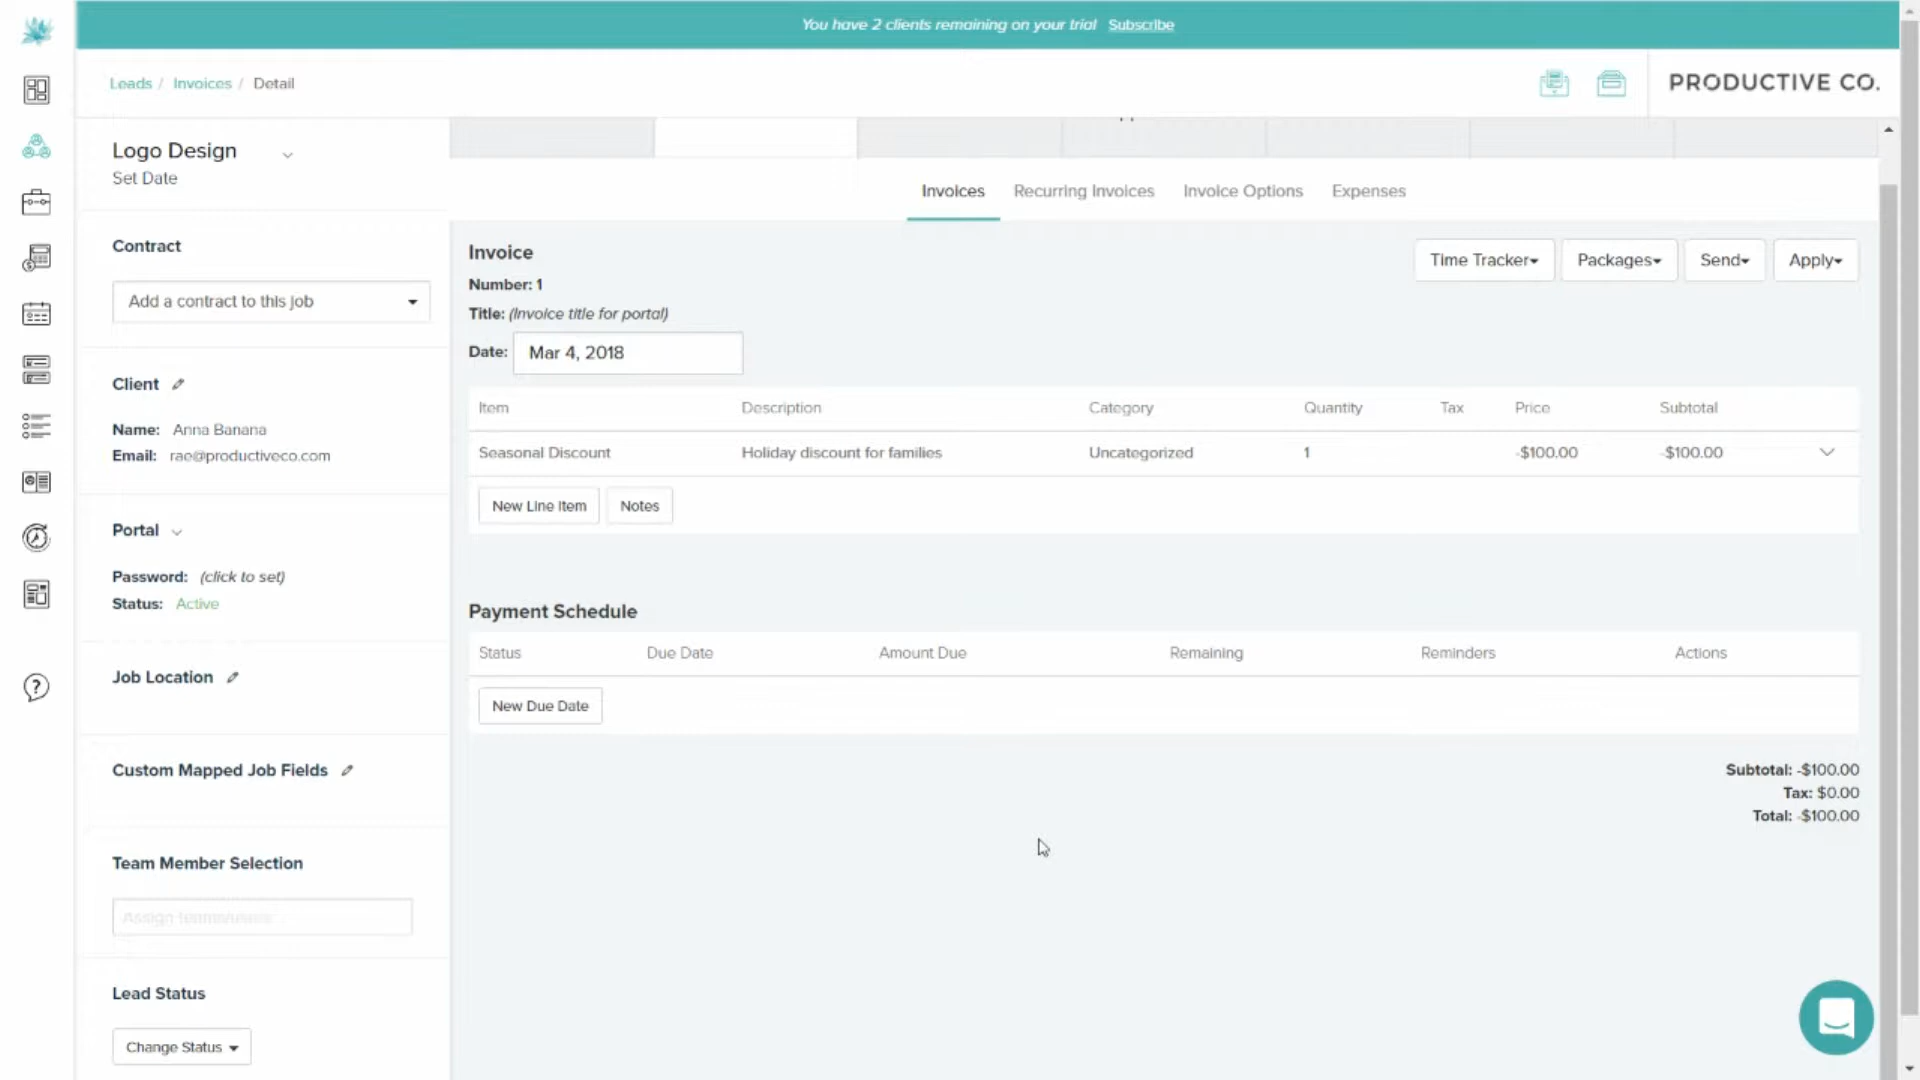 You have 2 clients remaining on your trial Subscribe
Leads / Invoices / Detail
PRODUCTIVE CO.
Logo Design
Set Date
Contract
Add a contract to this job
Client
Name: Anna Banana
Email: rae@productiveco.com
Portal
Password: (click to set)
Status: Active
Job Location
Custom Mapped Job Fields
Team Member Selection
Lead Status
Change Status
Invoices Recurring Invoices Invoice Options Expenses
Invoice
Time Tracker Packages Send Apply
Number: 1
Title: (Invoice title for portal)
Date: Mar 4, 2018
Item Description Category Quantity Tax Price Subtotal
Seasonal Discount Holiday discount for families Uncategorized 1 -$100.00 -$100.00
New Line Item Notes
Payment Schedule
Status Due Date Amount Due Remaining Reminders Actions
New Due Date
Subtotal: -$100.00
Tax: $0.00
Total: -$100.00